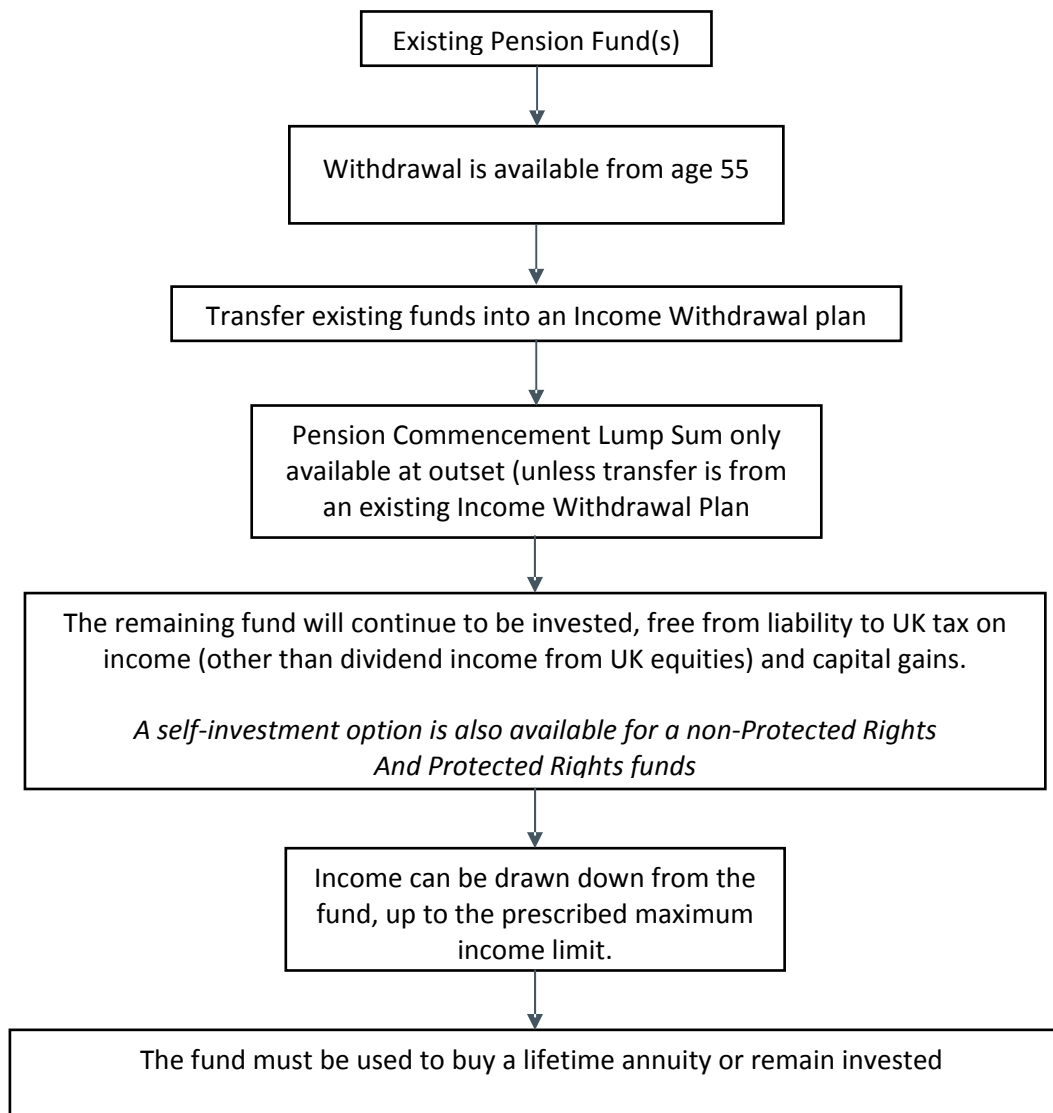 Existing Pension Fund(s)
Withdrawal is available from age 55
Transfer existing funds into an Income Withdrawal plan
Pension Commencement Lump Sum only
available at outset (unless transfer is from
an existing Income Withdrawal Plan
The remaining fund will continue to be invested, free from liability to UK tax on
income (other than dividend income from UK equities) and capital gains.
A self-investment option is also available for a non-Protected Rights
And Protected Rights funds
Income can be drawn down from the
fund, up to the prescribed maximum
income limit.
The fund must be used to buy a lifetime annuity or remain invested